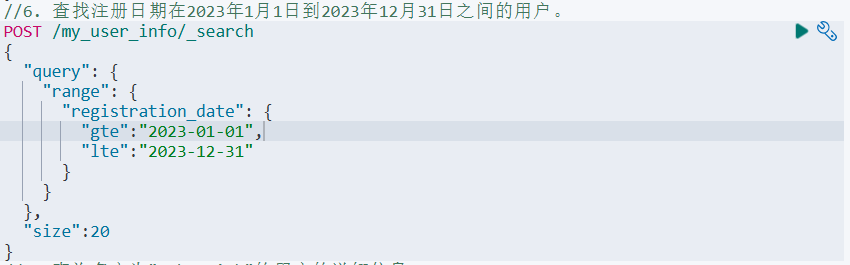 //6. 查找注册日期在2023年1月1日到2023年12月31日之间的用户。
POST /my_user_info/_search
{
  "query": {
    "range": {
      "registration_date": {
        "gte":"2023-01-01",
        "lte":"2023-12-31"
      }
    }
  },
  "size":20
}